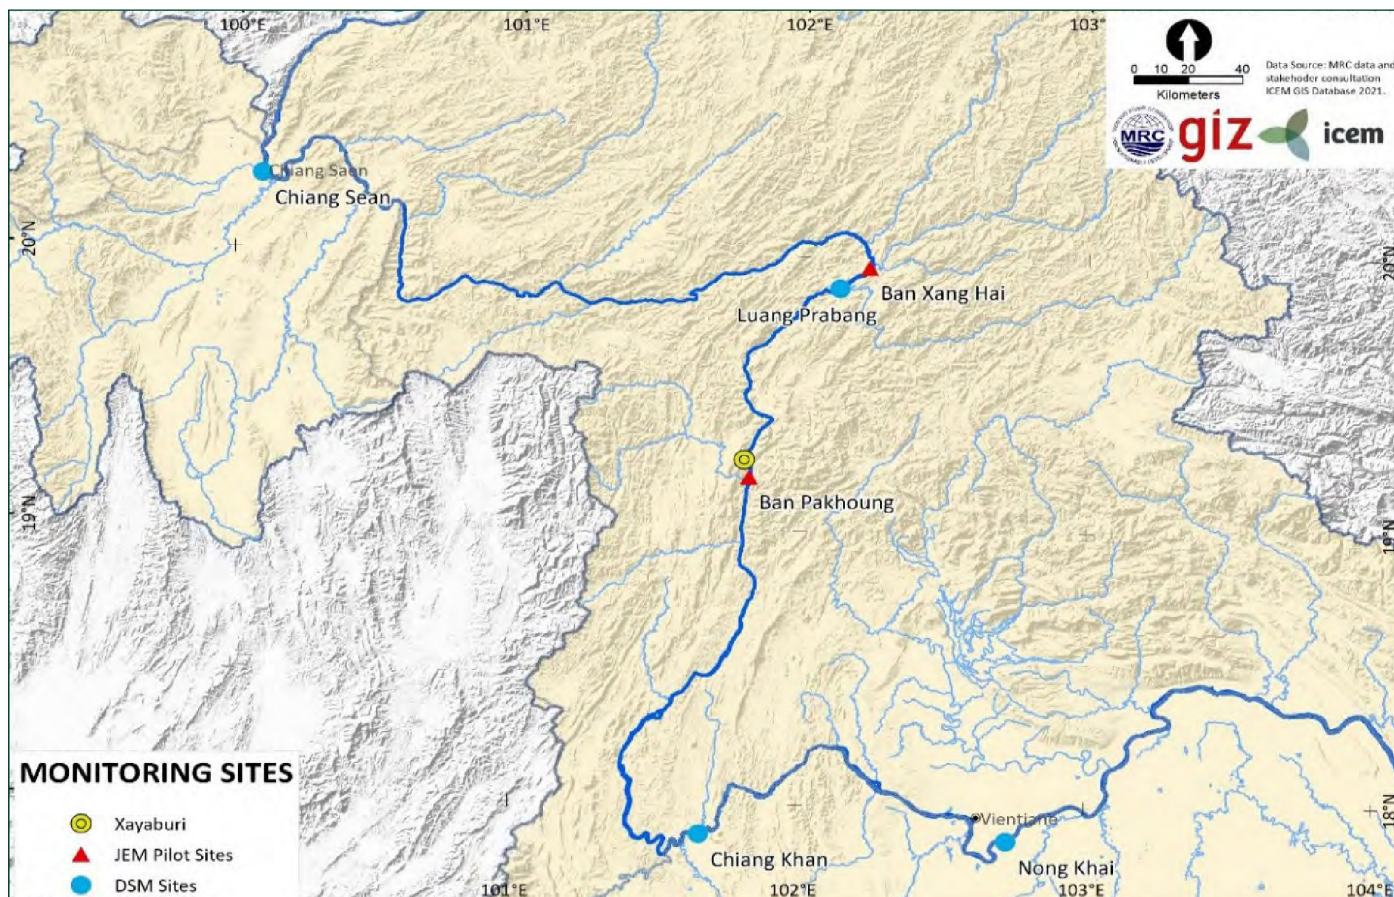 100°E
101°E
102°E
103°E
0 10 20 40
Kilometers
Data Source: MRC data and
stakehoder consultation
ICEM GIS Database 2021.
MRC
giz
icem
Chiang Saen
Chiang Sean
20°N
20°N
Ban Xang Hai
Luang Prabang
Ban Pakhoung
19°N
19°N
MONITORING SITES
Xayaburi
JEM Pilot Sites
DSM Sites
Vientiane
18°N
Chiang Khan
Nong Khai
101°E
102°E
103°E
104°E